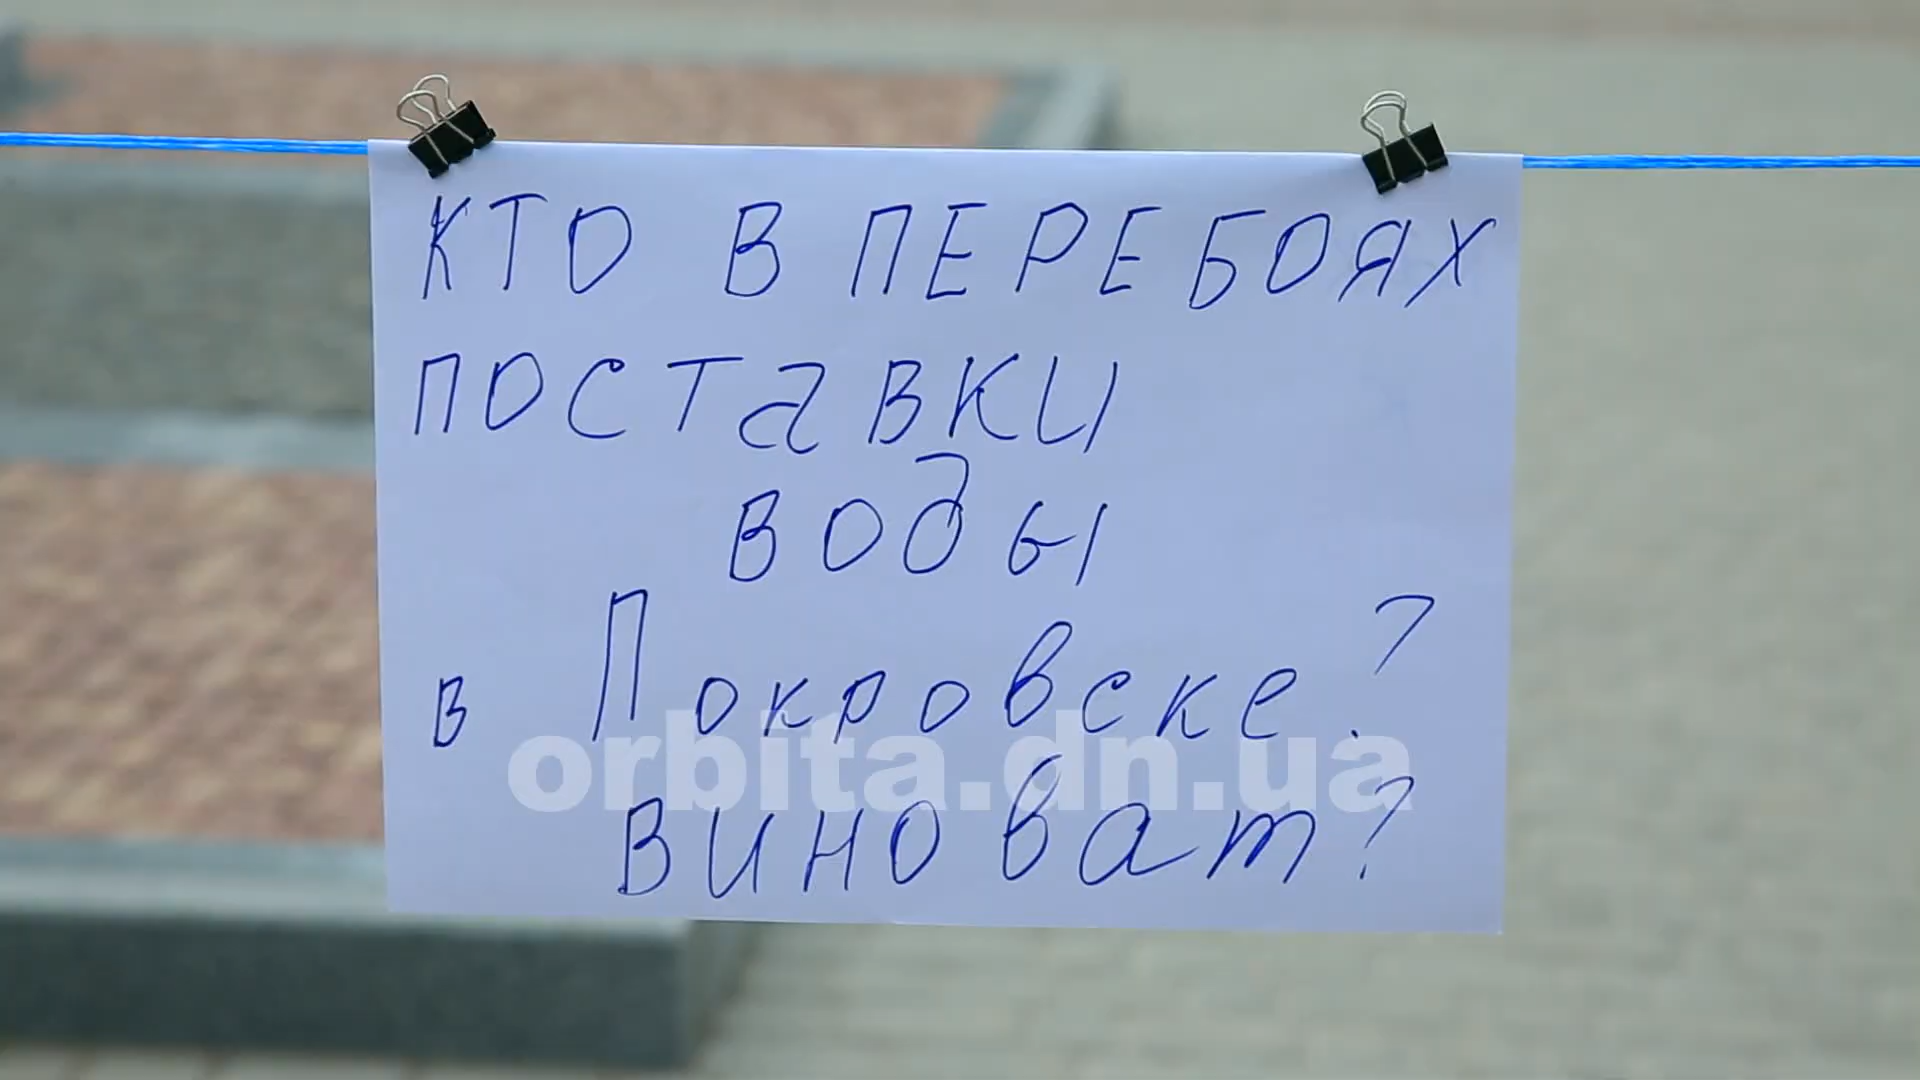 КТО В ПЕРЕБОЯХ
ПОСТАВКИ
ВОДЫ
в Покровске?
orbita.dn.ua
виноват?